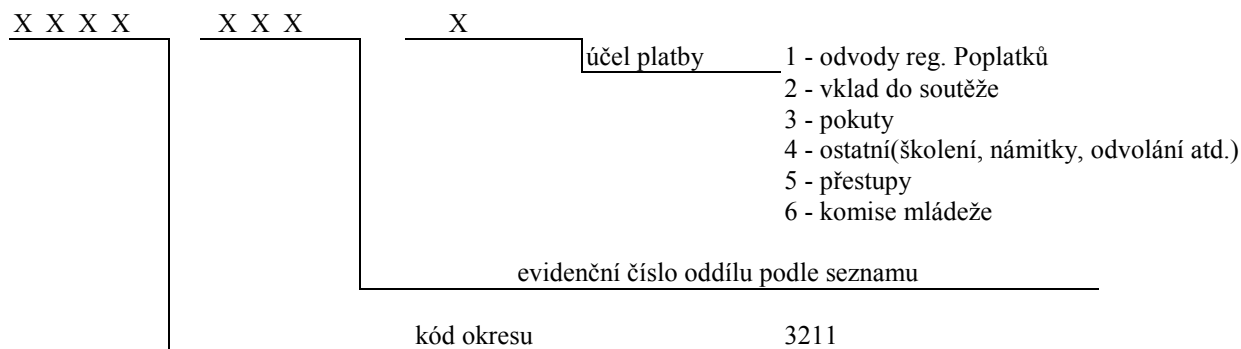 X X X X X X X X
účel platby 1 - odvody reg. Poplatků
2 - vklad do soutěže
3 - pokuty
4 - ostatní(školení, námitky, odvolání atd.)
5 - přestupy
6 - komise mládeže
evidenční číslo oddílu podle seznamu
kód okresu 3211